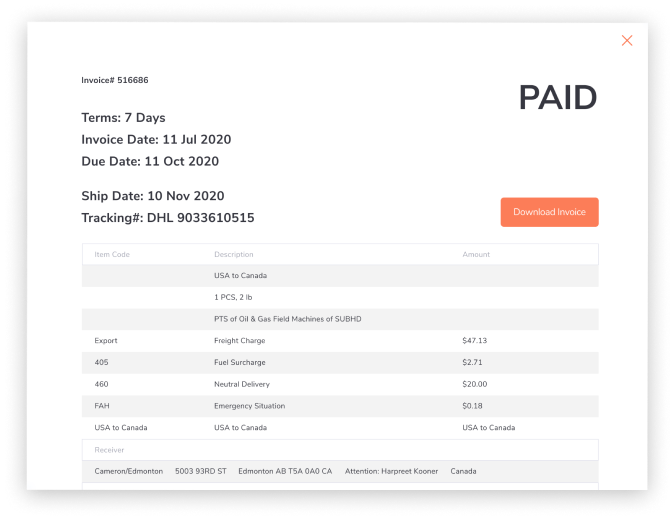 Invoice# 516686
PAID
Terms: 7 Days
Invoice Date: 11 Jul 2020
Due Date: 11 Oct 2020
Ship Date: 10 Nov 2020
Tracking#: DHL 9033610515
Download Invoice
Item Code Description Amount
USA to Canada
1 PCS, 2 lb
PTS of Oil & Gas Field Machines of SUBHD
Export Freight Charge $47.13
405 Fuel Surcharge $2.71
460 Neutral Delivery $20.00
FAH Emergency Situation $0.18
USA to Canada USA to Canada USA to Canada
Receiver
Cameron/Edmonton 5003 93RD ST Edmonton AB T5A 0A0 CA Attention: Harpreet Kooner Canada